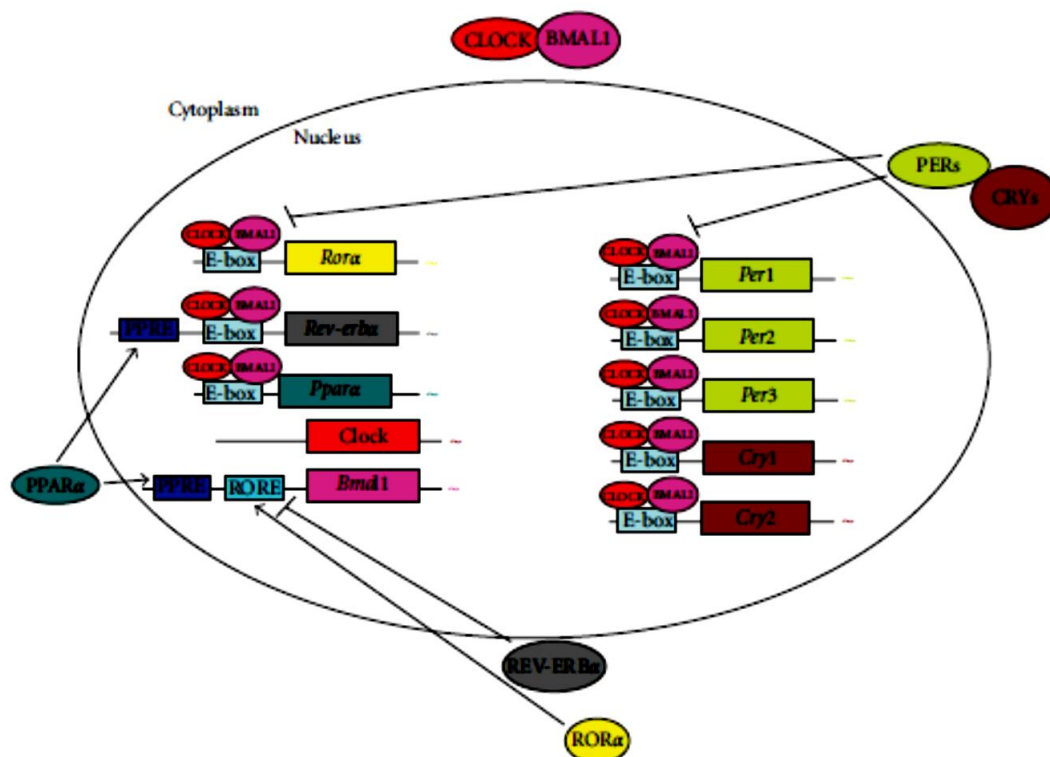 CLOCK BMAL1
Cytoplasm
Nucleus
PERs
CRYs
CLOCK BMAL1
E-box Rorα ~
CLOCK BMAL1
PPRE E-box Rev-erbα ~
CLOCK BMAL1
E-box Pparα ~
Clock ~
PPARα
PPRE RORE Bmal1 ~
CLOCK BMAL1
E-box Per1 ~
CLOCK BMAL1
E-box Per2 ~
CLOCK BMAL1
E-box Per3 ~
CLOCK BMAL1
E-box Cry1 ~
CLOCK BMAL1
E-box Cry2 ~
REV-ERBα
RORα